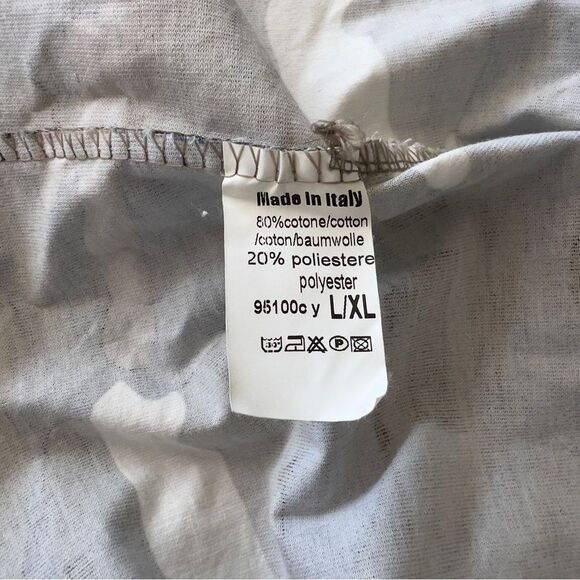 Made in Italy
80%cotone/cotton
/coton/baumwolle
20% poliestere
polyester
95100c y L/XL
P